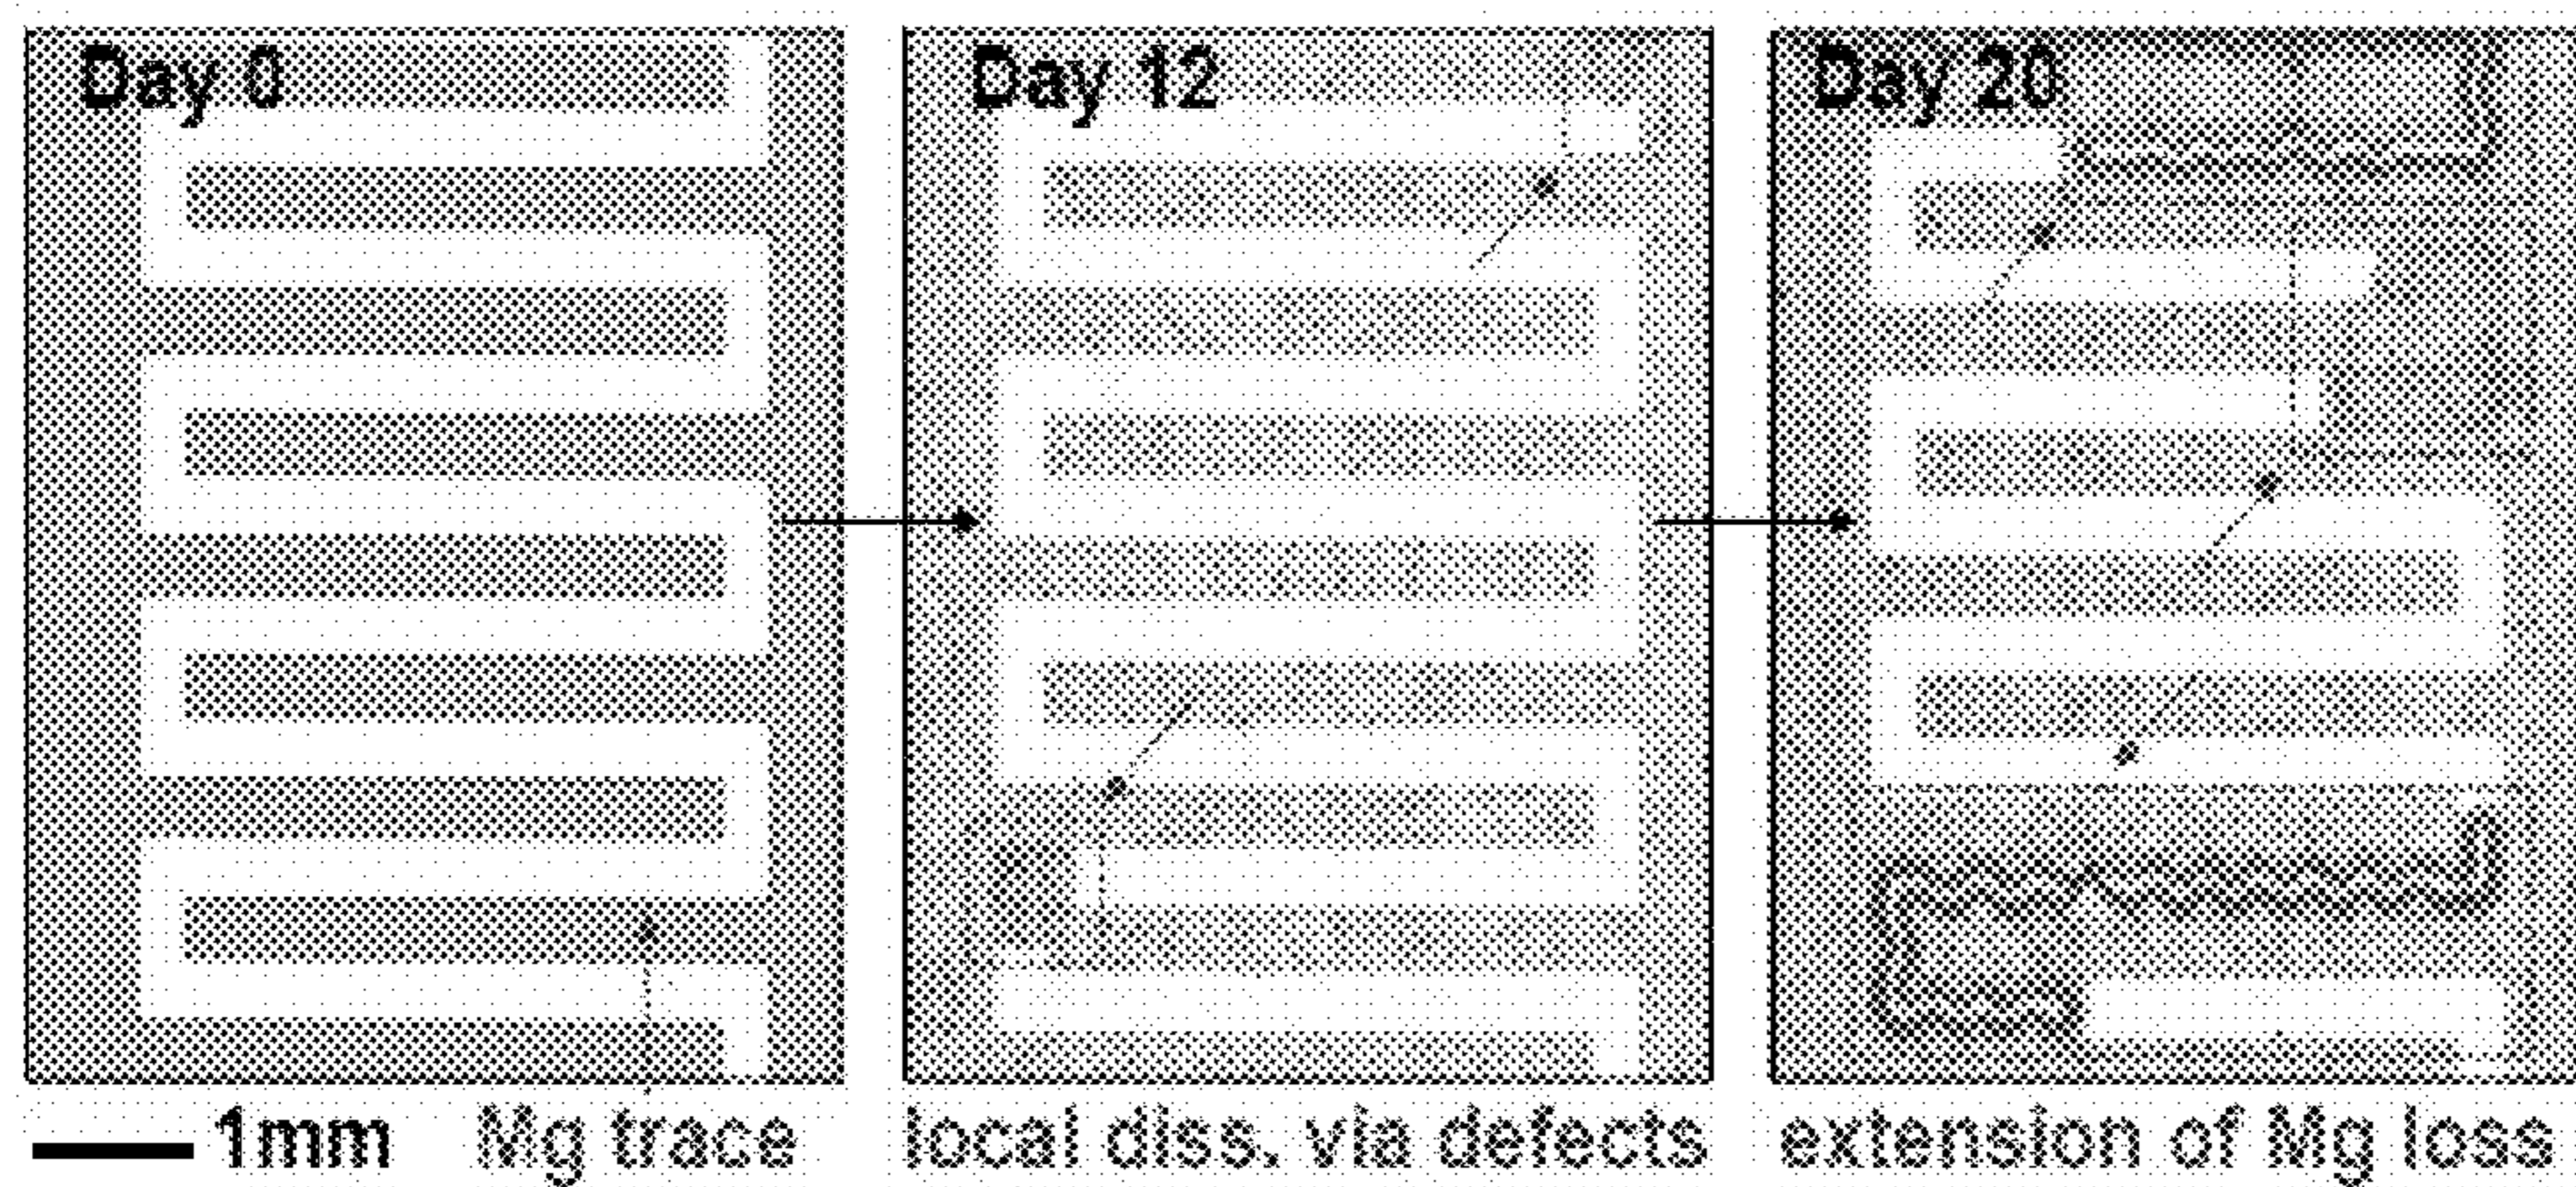 Day 0
Day 12
Day 20
1mm
Mg trace
local diss. via defects
extension of Mg loss